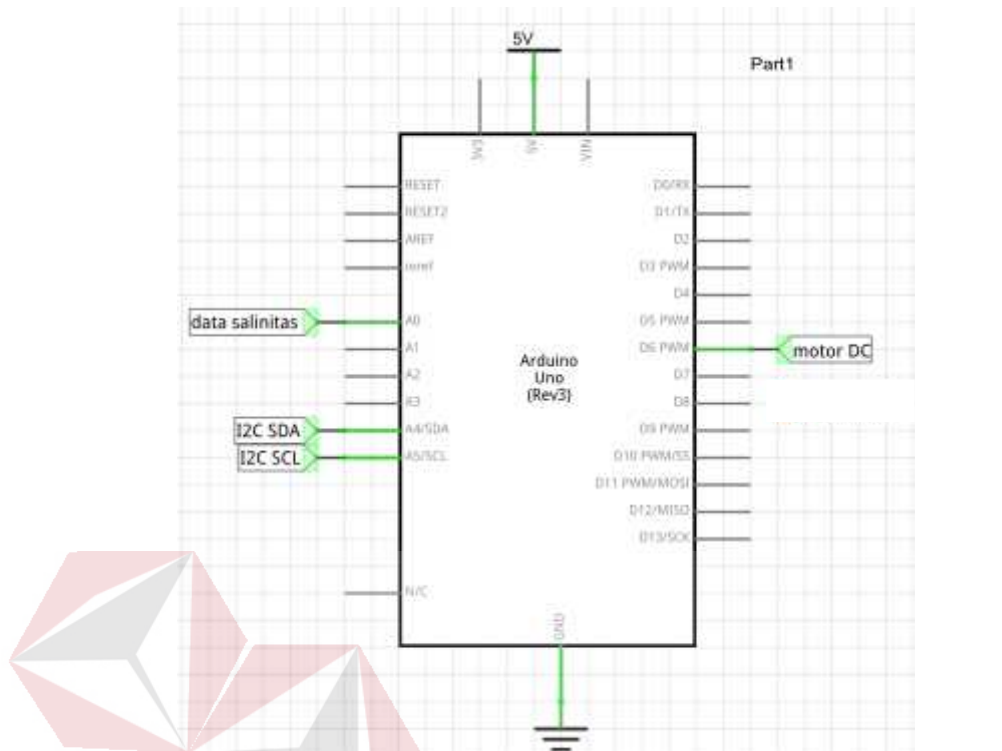 5V
Part1
3V3
5V
VIN
RESET
RESET2
AREF
ioref
data salinitas
A0
A1
A2
A3
I2C SDA
A4/SDA
I2C SCL
A5/SCL
N/C
Arduino
Uno
(Rev3)
D0/RX
D1/TX
D2
D3 PWM
D4
D5 PWM
D6 PWM
motor DC
D7
D8
D9 PWM
D10 PWM/SS
D11 PWM/MOSI
D12/MISO
D13/SCK
GND